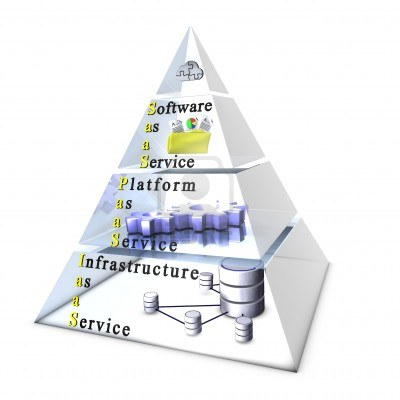 Software
as
a
Service
Platform
as
a
Service
Infrastructure
as
a
Service